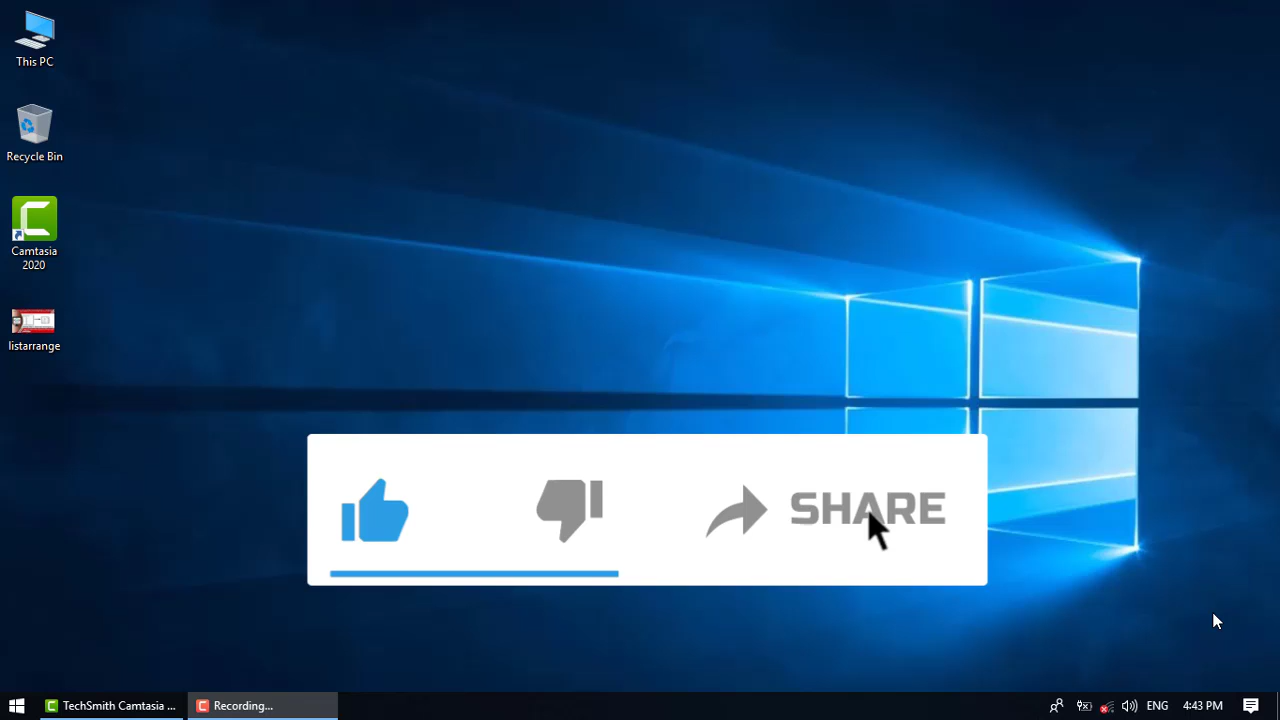 This PC
Recycle Bin
Camtasia
2020
listarrange
SHARE
TechSmith Camtasia ...
Recording...
ENG
4:43 PM